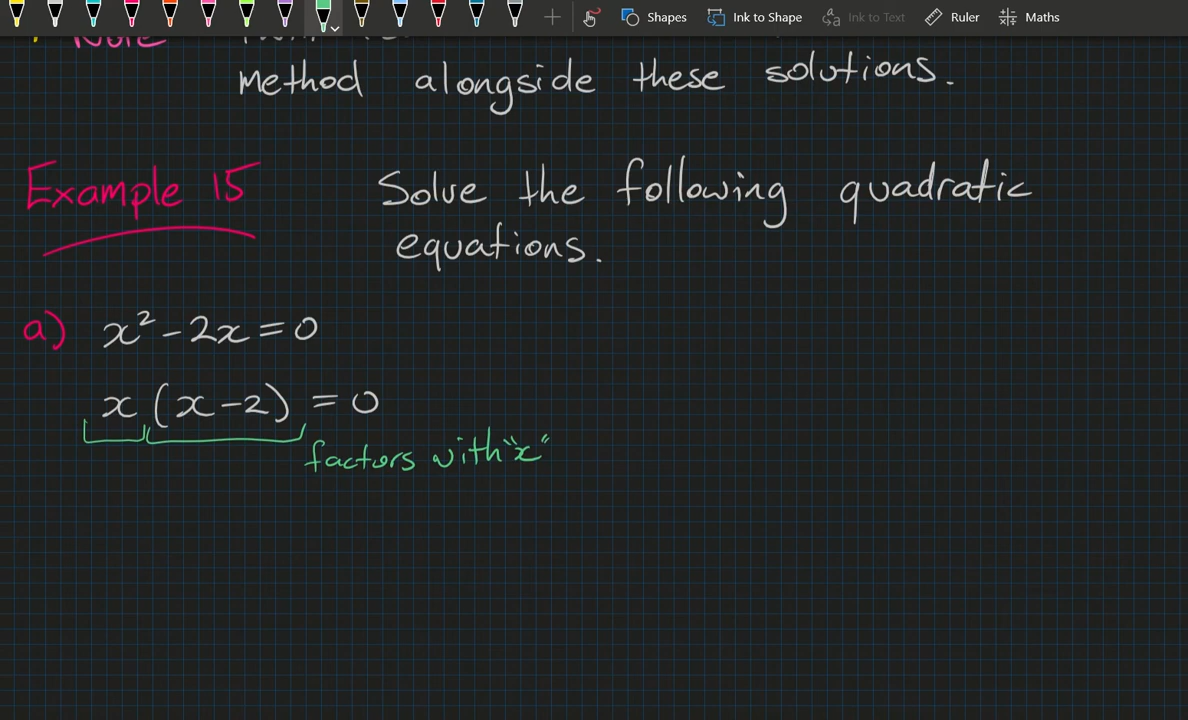 Shapes Ink to Shape Ink to Text Ruler Maths
Note
method alongside these solutions.
Example 15 Solve the following quadratic
equations.
a) x² - 2x = 0
x (x - 2) = 0
factors with "x"